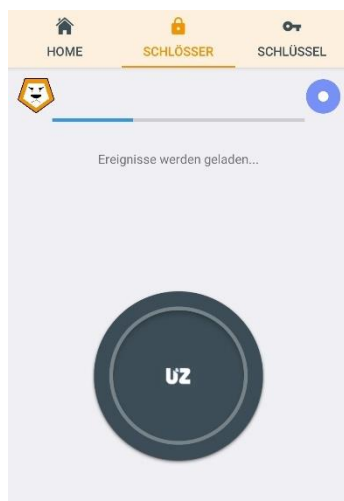 HOME
SCHLÖSSER
SCHLÜSSEL
Ereignisse werden geladen...
UZ